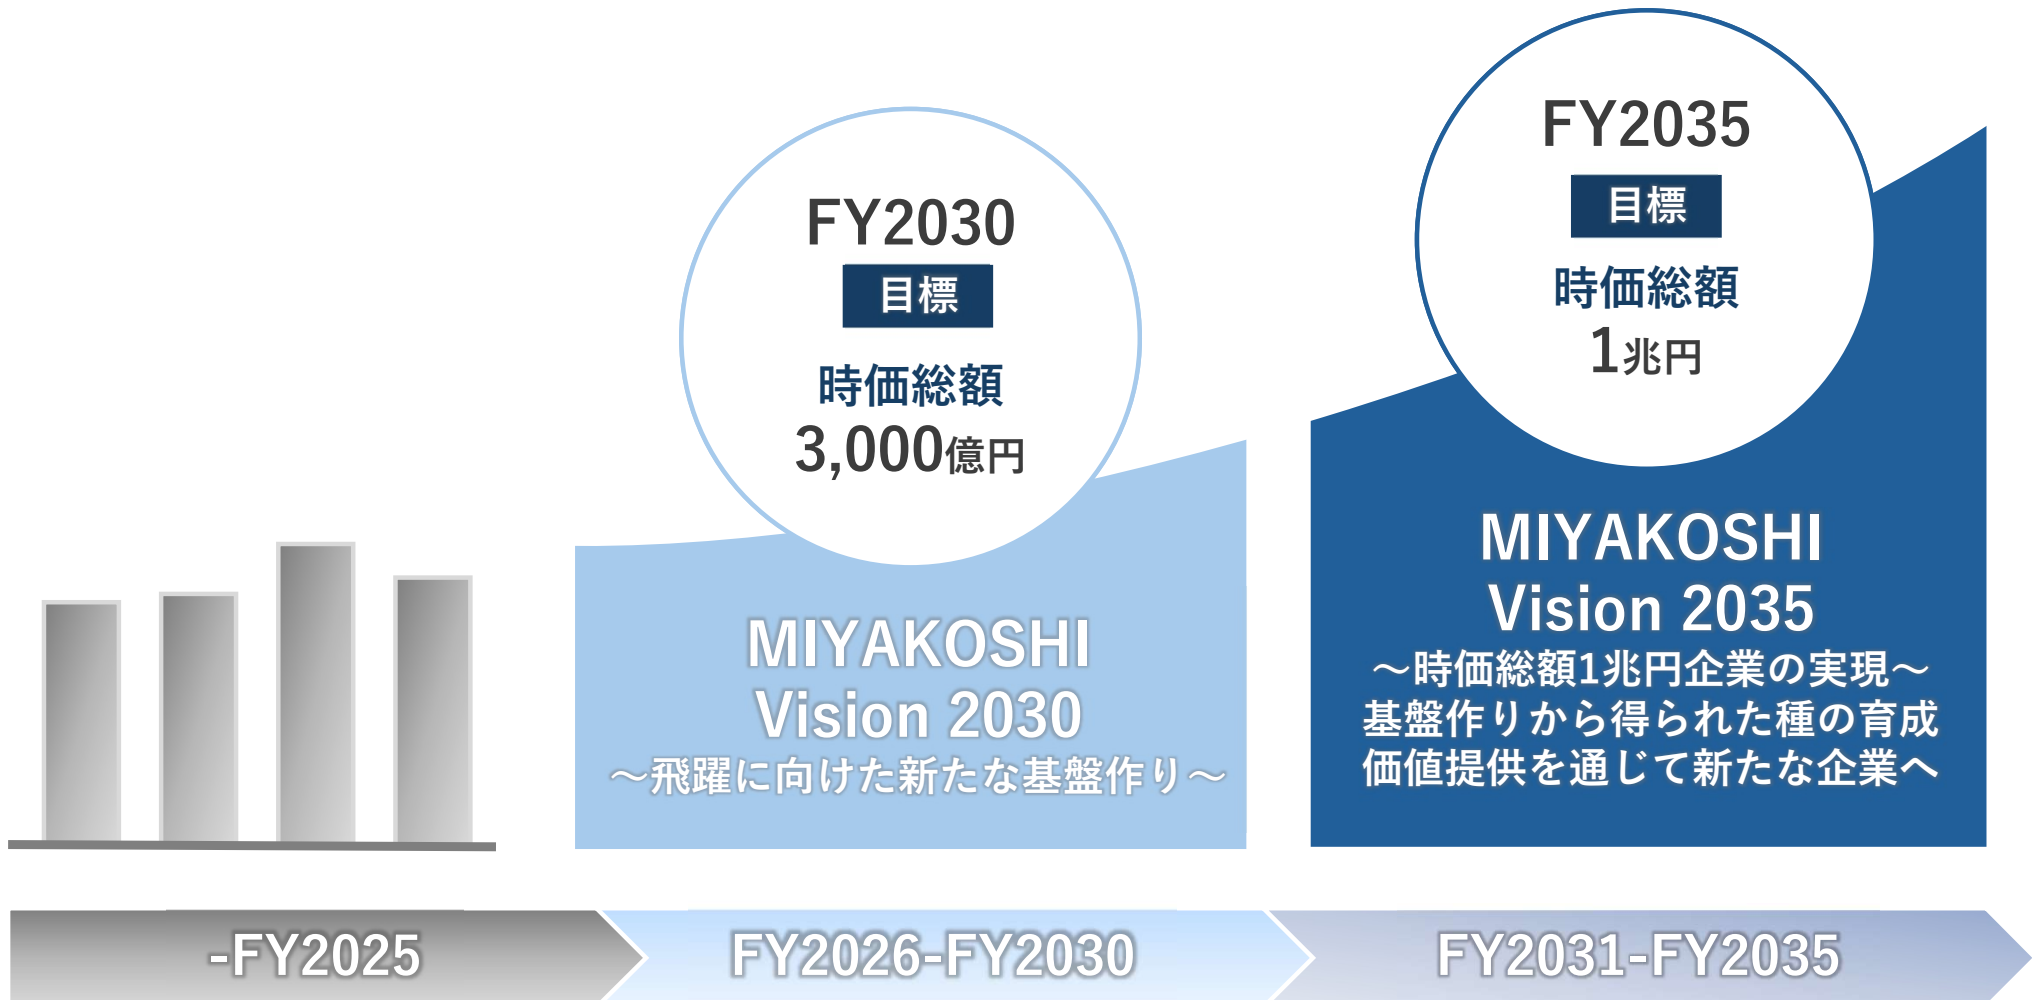 FY2030
目標
時価総額
3,000億円
MIYAKOSHI
Vision 2030
～飛躍に向けた新たな基盤作り～
FY2035
目標
時価総額
1兆円
MIYAKOSHI
Vision 2035
～時価総額1兆円企業の実現～
基盤作りから得られた種の育成
価値提供を通じて新たな企業へ
-FY2025
FY2026-FY2030
FY2031-FY2035